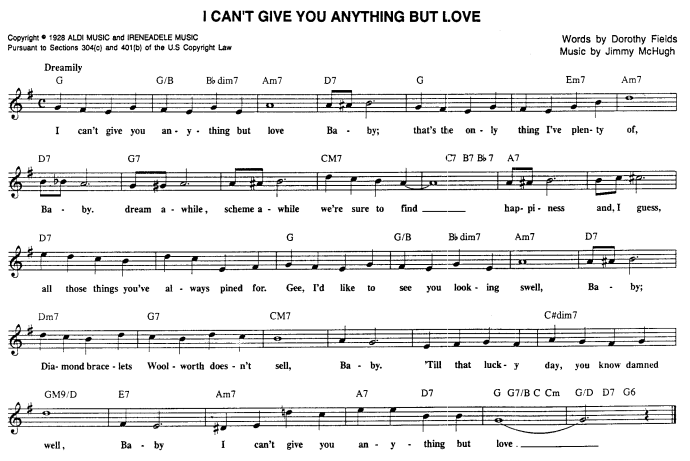 I CAN'T GIVE YOU ANYTHING BUT LOVE
Copyright © 1928 ALDI MUSIC and IRENEADELE MUSIC
Pursuant to Sections 304(c) and 401(b) of the U.S Copyright Law
Words by Dorothy Fields
Music by Jimmy McHugh
Dreamily
G G/B B♭dim7 Am7 D7 G Em7 Am7
I can't give you an - y - thing but love Ba - by; that's the on - ly thing I've plen - ty of,
D7 G7 CM7 C7 B7 B♭7 A7
Ba - by. dream a - while, scheme a - while we're sure to find hap - pi - ness and, I guess,
D7 G G/B B♭dim7 Am7 D7
all those things you've al - ways pined for. Gee, I'd like to see you look - ing swell, Ba - by;
Dm7 G7 CM7 C#dim7
Dia - mond brace - lets Wool - worth does - n't sell, Ba - by. 'Till that luck - y day, you know damned
GM9/D E7 Am7 A7 D7 G G7/B C Cm G/D D7 G6
well, Ba - by I can't give you an - y - thing but love.